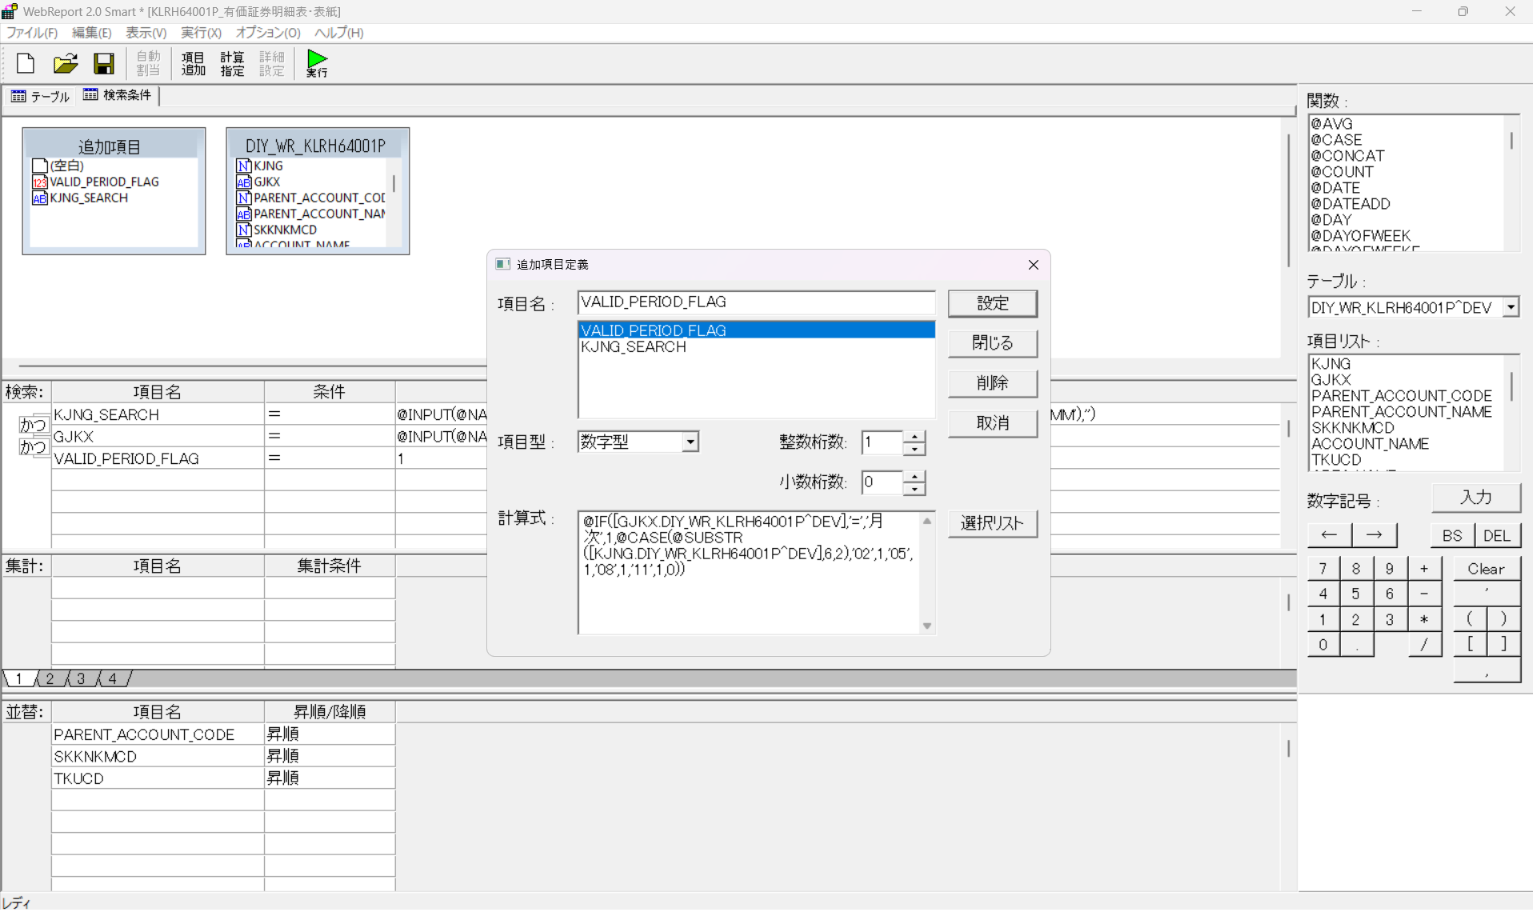 WebReport 2.0 Smart * [KLRH64001P_有価証券明細表-表紙]
ファイル(F) 編集(E) 表示(V) 実行(X) オプション(O) ヘルプ(H)
自動割当 項目追加 計算指定 詳細設定 実行
テーブル 検索条件
追加項目
(空白)
VALID_PERIOD_FLAG
KJNG_SEARCH
DIY_WR_KLRH64001P
KJNG
GJKX
PARENT_ACCOUNT_COD
PARENT_ACCOUNT_NAM
SKKNKMCD
ACCOUNT_NAME
検索: 項目名 条件
かつ KJNG_SEARCH = @INPUT(@NA MM'),'')
かつ GJKX = @INPUT(@NA
VALID_PERIOD_FLAG = 1
集計: 項目名 集計条件
1 2 3 4
並替: 項目名 昇順/降順
PARENT_ACCOUNT_CODE 昇順
SKKNKMCD 昇順
TKUCD 昇順
レディ
追加項目定義
項目名 : VALID_PERIOD_FLAG 設定
VALID_PERIOD_FLAG
KJNG_SEARCH
閉じる
削除
取消
項目型 : 数字型 整数桁数: 1
小数桁数: 0
計算式 : 選択リスト
@IF([GJKX.DIY_WR_KLRH64001P^DEV],'=','月
次',1,@CASE(@SUBSTR
([KJNG.DIY_WR_KLRH64001P^DEV],6,2),'02',1,'05',
1,'08',1,'11',1,0))
関数 :
@AVG
@CASE
@CONCAT
@COUNT
@DATE
@DATEADD
@DAY
@DAYOFWEEK
テーブル :
DIY_WR_KLRH64001P^DEV
項目リスト :
KJNG
GJKX
PARENT_ACCOUNT_CODE
PARENT_ACCOUNT_NAME
SKKNKMCD
ACCOUNT_NAME
TKUCD
数字記号 : 入力
← → BS DEL
7 8 9 + Clear
4 5 6 - '
1 2 3 * ( )
0 . / [ ]
,